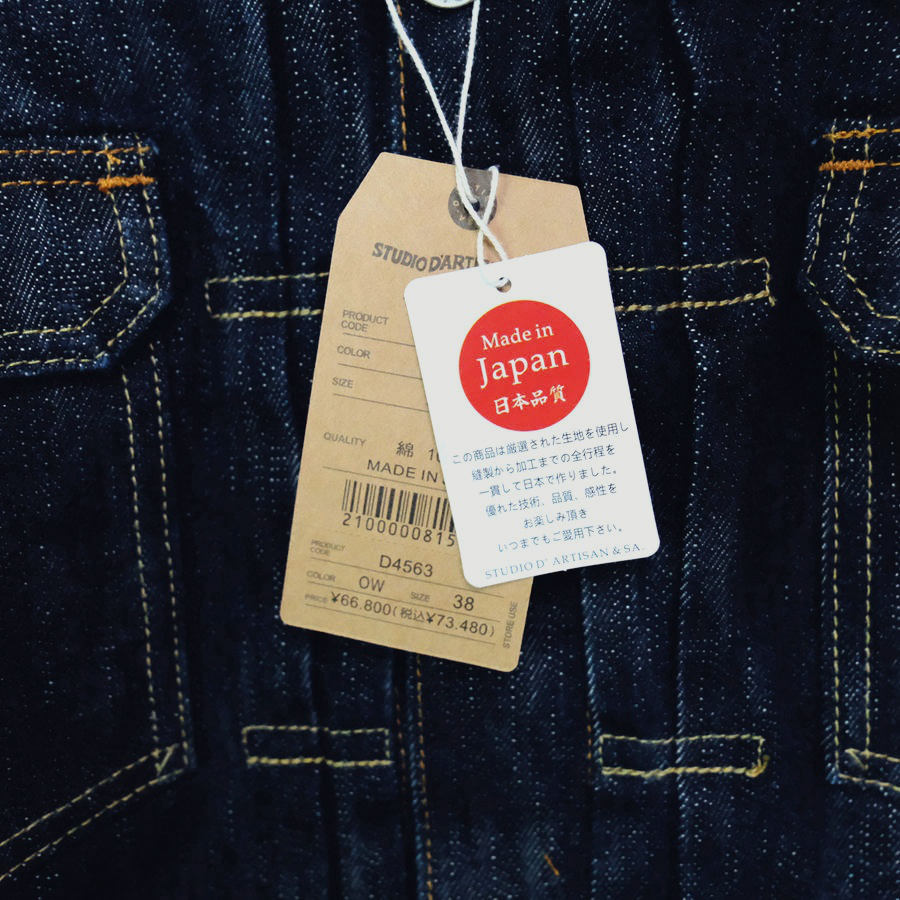 STUDIO D'ARTI
PRODUCT
CODE
COLOR
SIZE
QUALITY
綿
MADE IN
2100000815
PRODUCT
CODE
D4563
COLOR
OW
SIZE
38
PRICE
¥66.800(税込¥73.480)
STORE USE
Made in
Japan
日本品質
この商品は厳選された生地を使用し
縫製から加工までの全行程を
一貫して日本で作りました。
優れた技術、品質、感性を
お楽しみ頂き
いつまでもご愛用下さい。
STUDIO D' ARTISAN & SA.